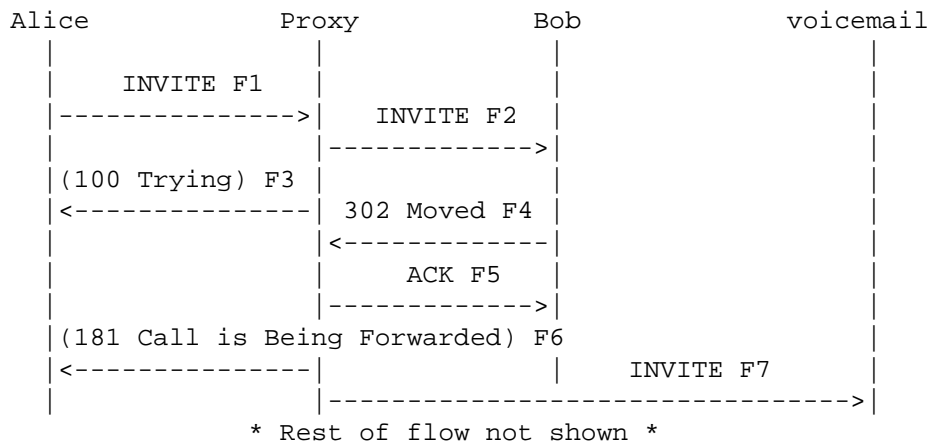 Alice Proxy Bob voicemail
INVITE F1
INVITE F2
(100 Trying) F3
302 Moved F4
ACK F5
(181 Call is Being Forwarded) F6
INVITE F7
* Rest of flow not shown *